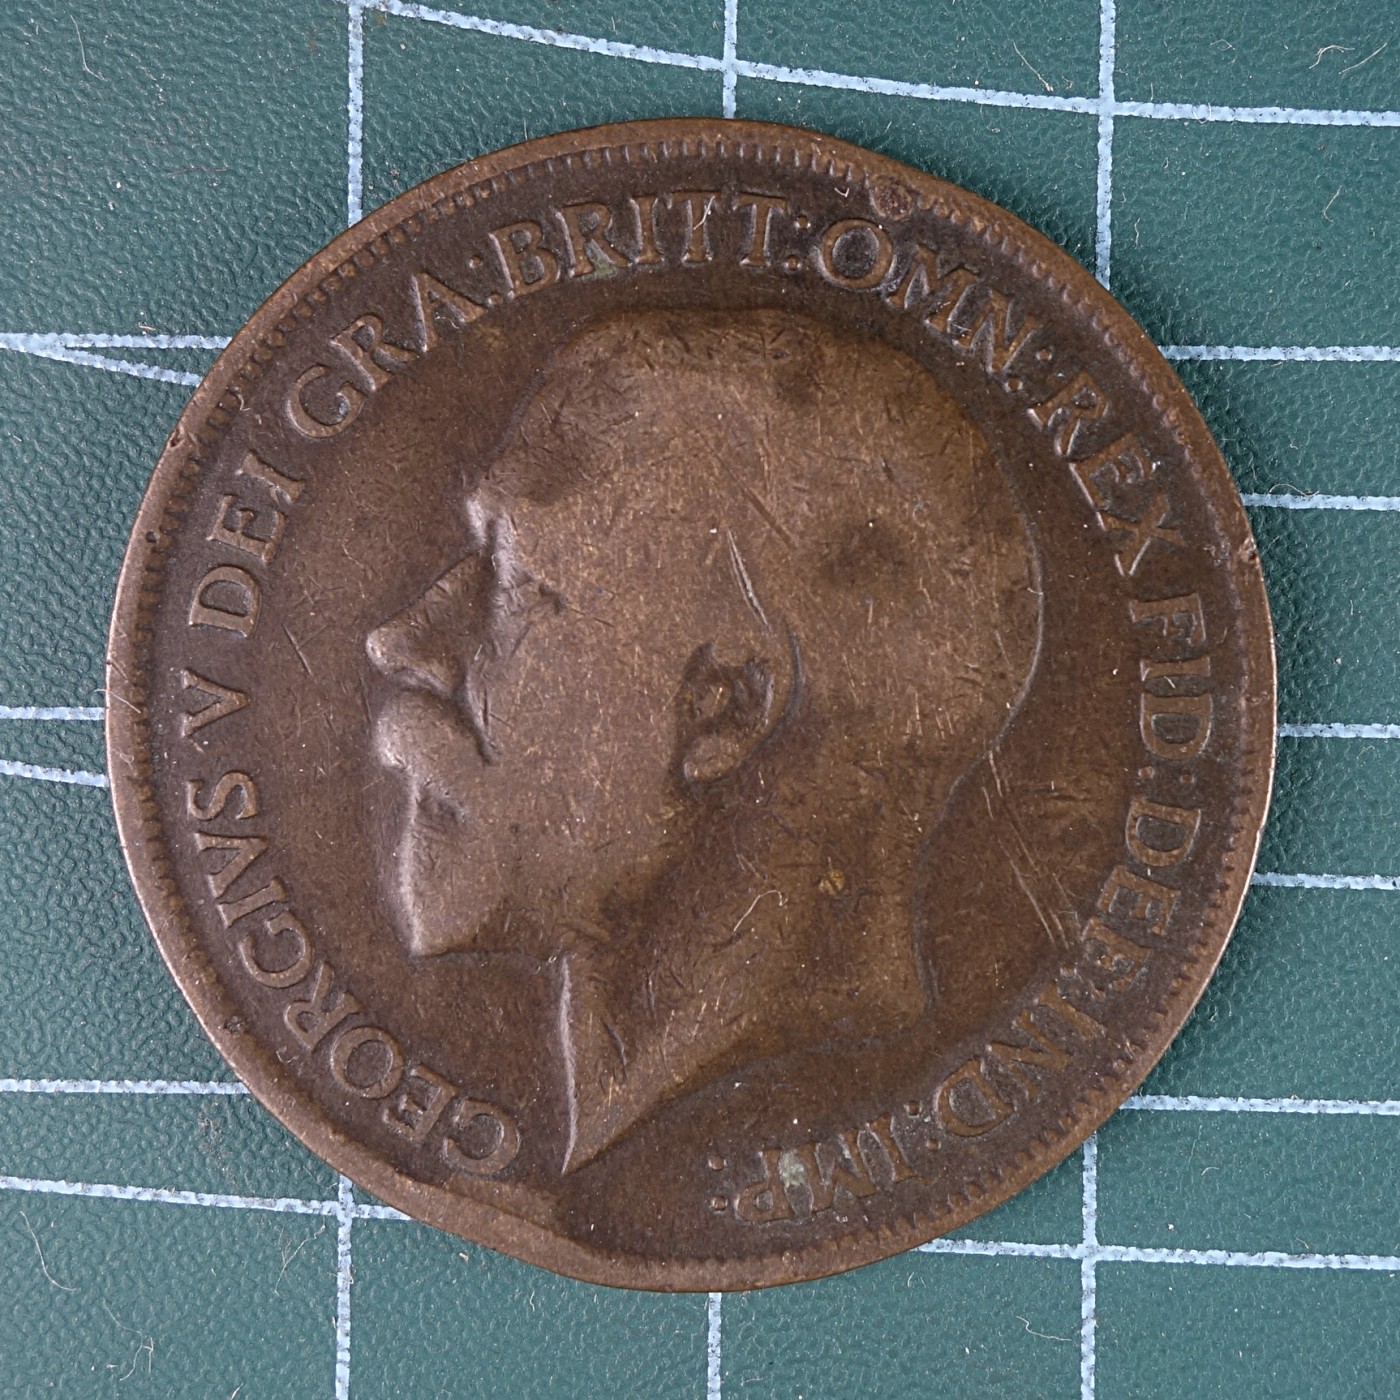 GEORGIVS V DEI GRA: BRITT: OMN: REX FID: DEF: IND: IMP: